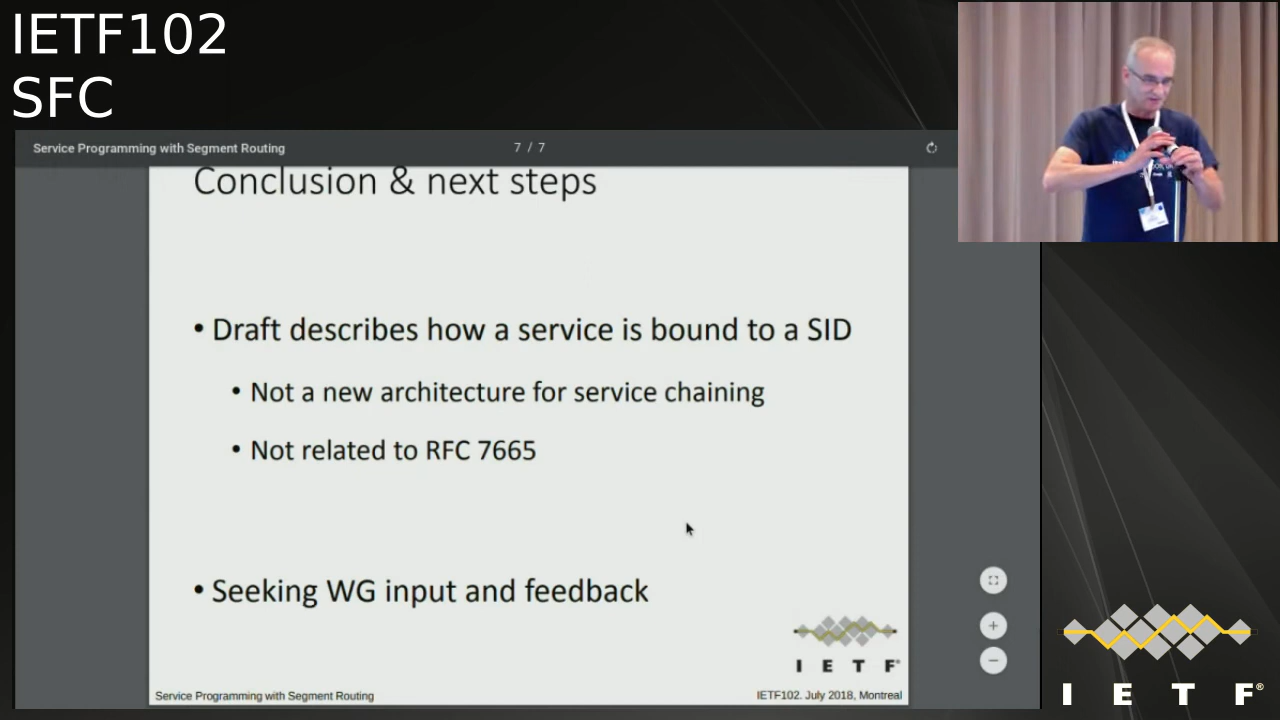 IETF102
SFC
Service Programming with Segment Routing
7 / 7
Conclusion & next steps
• Draft describes how a service is bound to a SID
• Not a new architecture for service chaining
• Not related to RFC 7665
• Seeking WG input and feedback
I E T F®
Service Programming with Segment Routing
IETF102. July 2018, Montreal
I E T F®